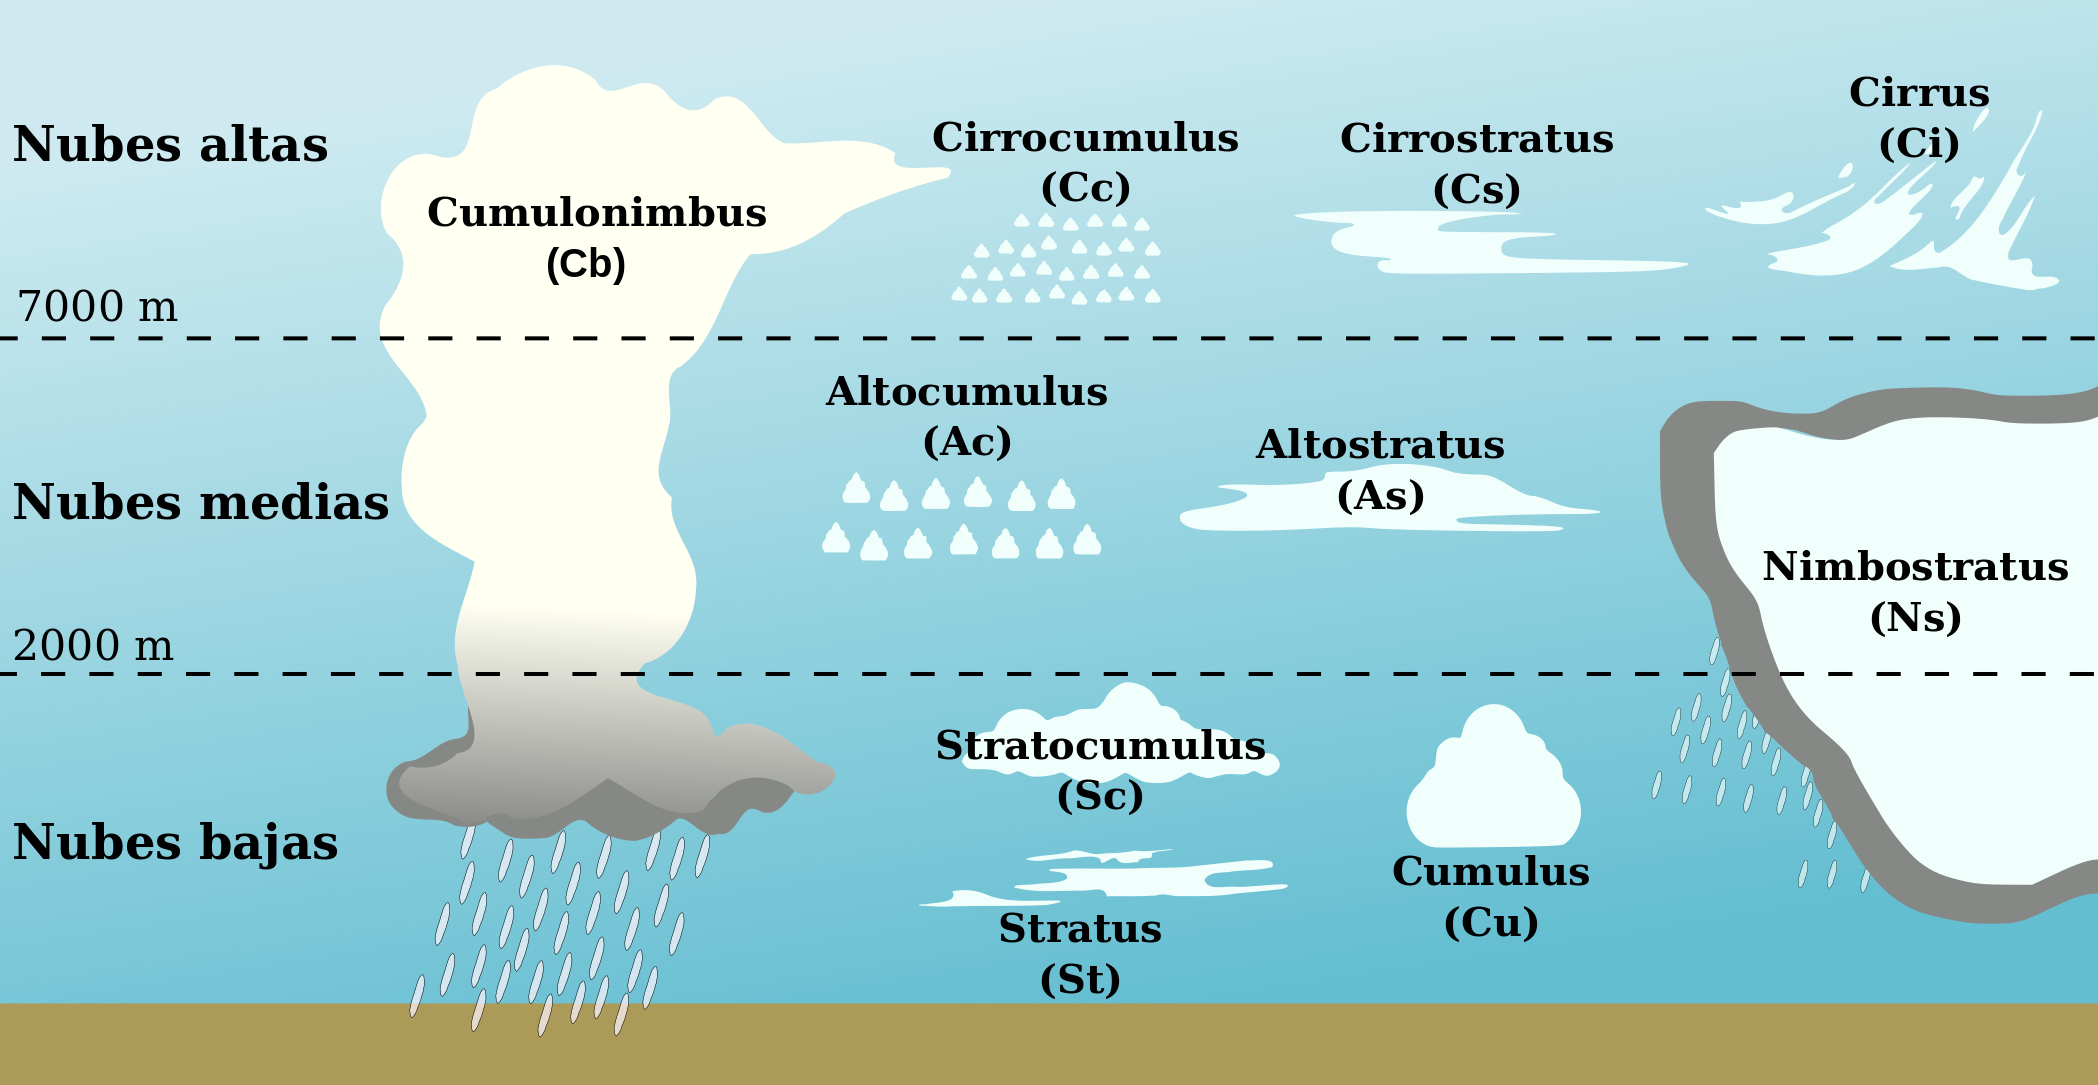 Nubes altas
Cumulonimbus
(Cb)
Cirrocumulus
(Cc)
Cirrostratus
(Cs)
Cirrus
(Ci)
7000 m
Nubes medias
Altocumulus
(Ac)
Altostratus
(As)
Nimbostratus
(Ns)
2000 m
Nubes bajas
Stratocumulus
(Sc)
Stratus
(St)
Cumulus
(Cu)